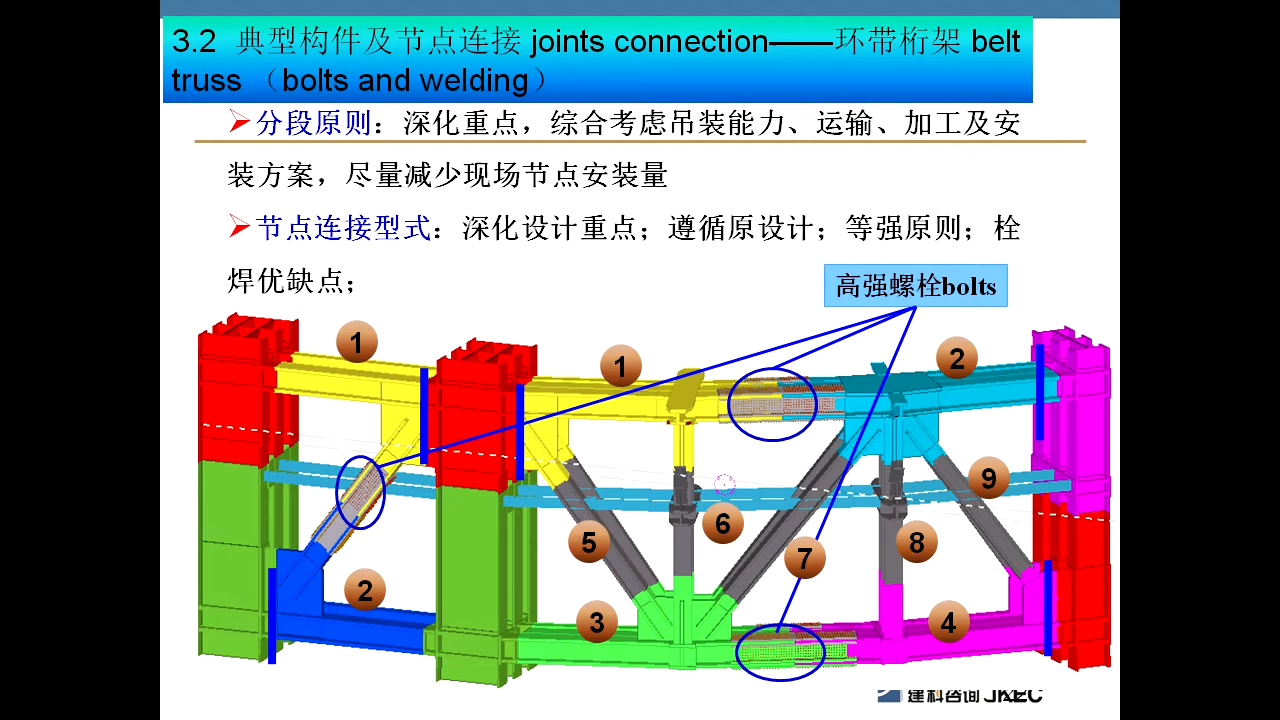 3.2 典型构件及节点连接 joints connection——环带桁架 belt
truss （bolts and welding）
分段原则：深化重点，综合考虑吊装能力、运输、加工及安
装方案，尽量减少现场节点安装量
节点连接型式：深化设计重点；遵循原设计；等强原则；栓
焊优缺点；
高强螺栓bolts
1
1
2
9
6
5
8
7
2
3
4
建科咨询 JKEC